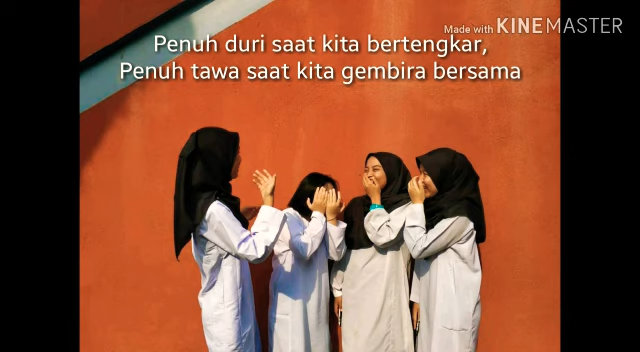 Made with KINEMASTER
Penuh duri saat kita bertengkar,
Penuh tawa saat kita gembira bersama